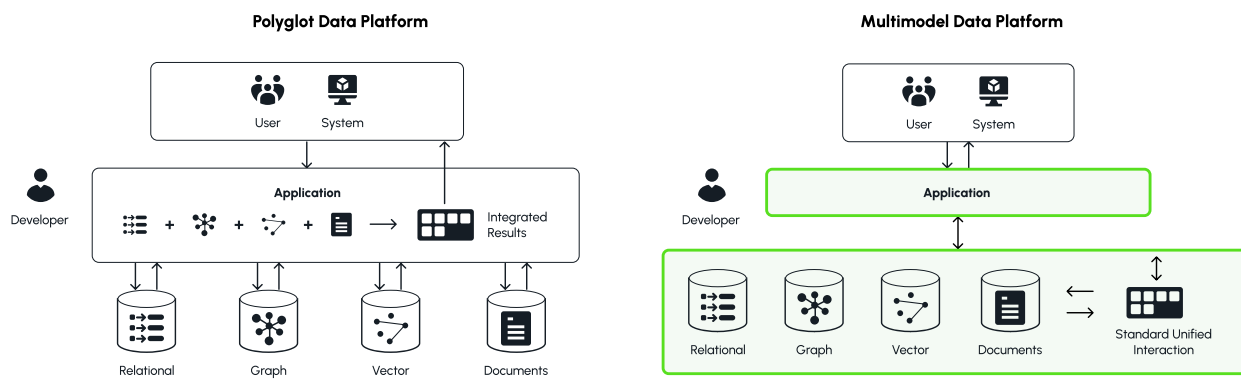 Polyglot Data Platform
User
System
Developer
Application
+
+
+
Integrated
Results
Relational
Graph
Vector
Documents
Multimodel Data Platform
User
System
Developer
Application
Relational
Graph
Vector
Documents
Standard Unified
Interaction